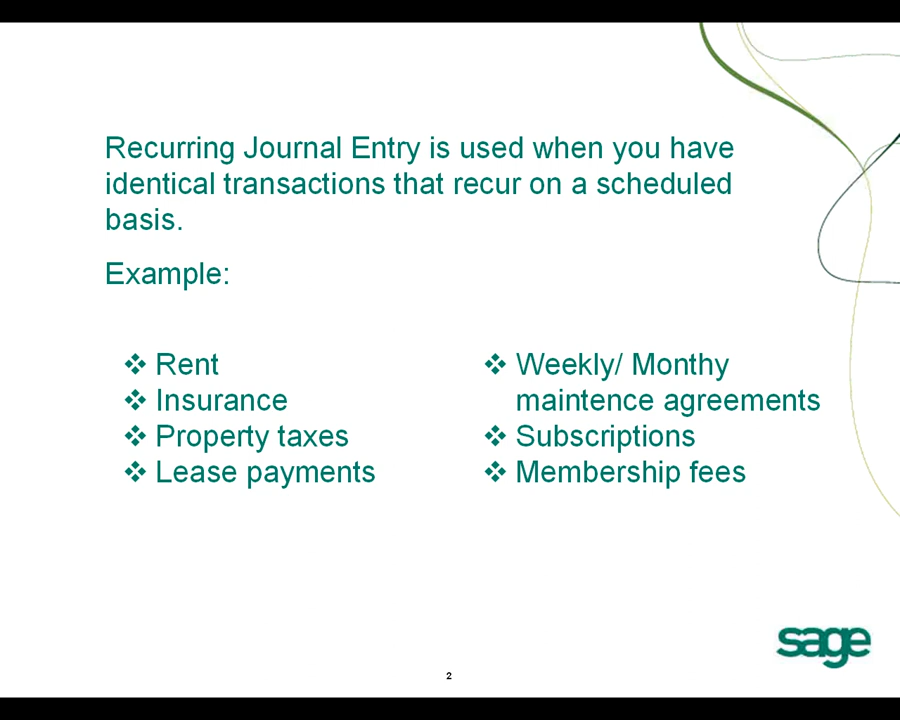 Recurring Journal Entry is used when you have
identical transactions that recur on a scheduled
basis.
Example:
❖ Rent
❖ Insurance
❖ Property taxes
❖ Lease payments
❖ Weekly/ Monthy
maintence agreements
❖ Subscriptions
❖ Membership fees
sage
2